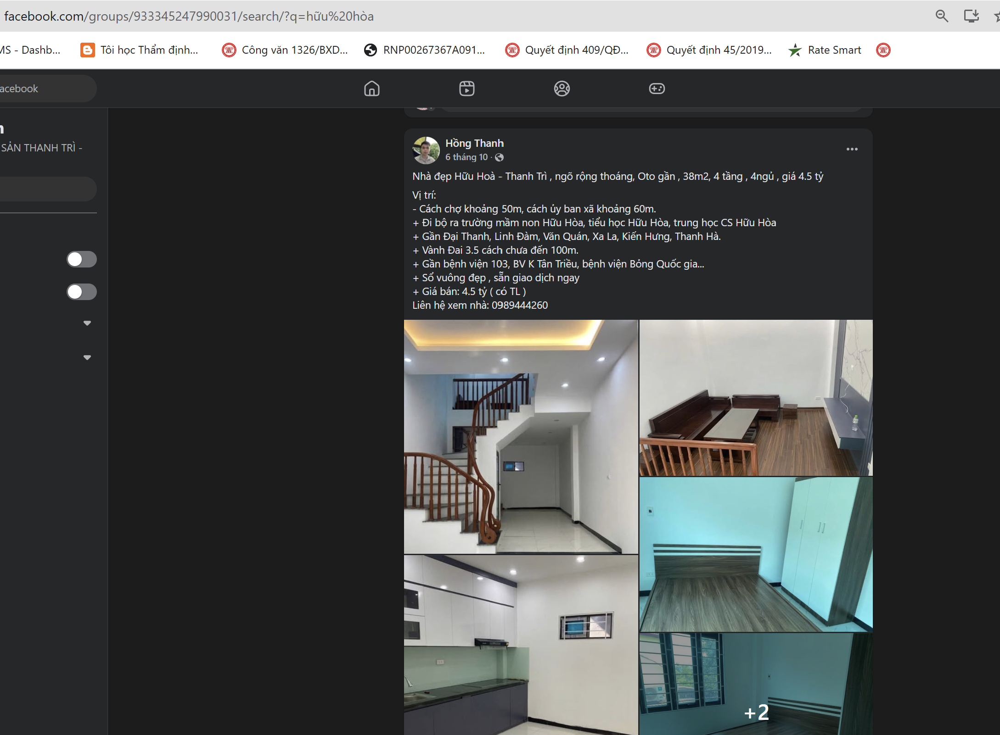 facebook.com/groups/933345247990031/search/?q=hữu%20hòa
MS - Dashb...
Tôi học Thẩm định...
Công văn 1326/BXD...
RNP00267367A091...
Quyết định 409/QĐ...
Quyết định 45/2019...
Rate Smart
acebook
SẢN THANH TRÌ -
Hồng Thanh
6 tháng 10 ·
Nhà đẹp Hữu Hoà - Thanh Trì , ngõ rộng thoáng, Oto gần , 38m2, 4 tầng , 4ngủ , giá 4.5 tỷ
Vị trí:
- Cách chợ khoảng 50m, cách ủy ban xã khoảng 60m.
+ Đi bộ ra trường mầm non Hữu Hòa, tiểu học Hữu Hòa, trung học CS Hữu Hòa
+ Gần Đại Thanh, Linh Đàm, Văn Quán, Xa La, Kiến Hưng, Thanh Hà.
+ Vành Đai 3.5 cách chưa đến 100m.
+ Gần bệnh viện 103, BV K Tân Triều, bệnh viện Bỏng Quốc gia...
+ Sổ vuông đẹp , sẵn giao dịch ngay
+ Giá bán: 4.5 tỷ ( có TL )
Liên hệ xem nhà: 0989444260
+2